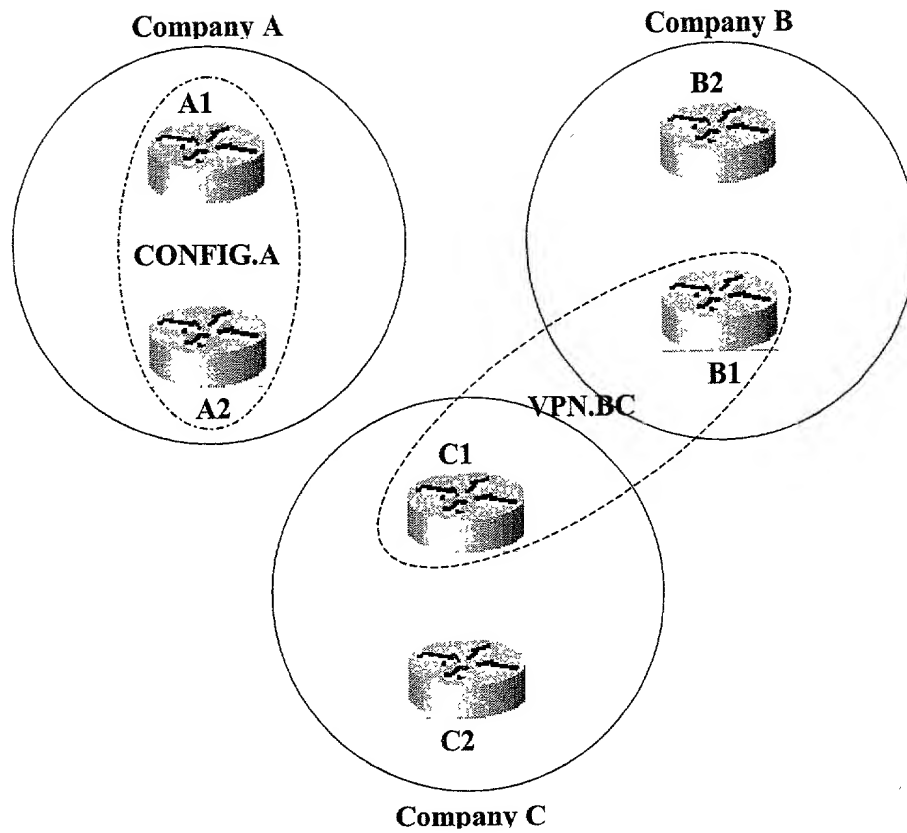 Company A
Company B
A1
B2
CONFIG.A
B1
A2
VPN.BC
C1
C2
Company C